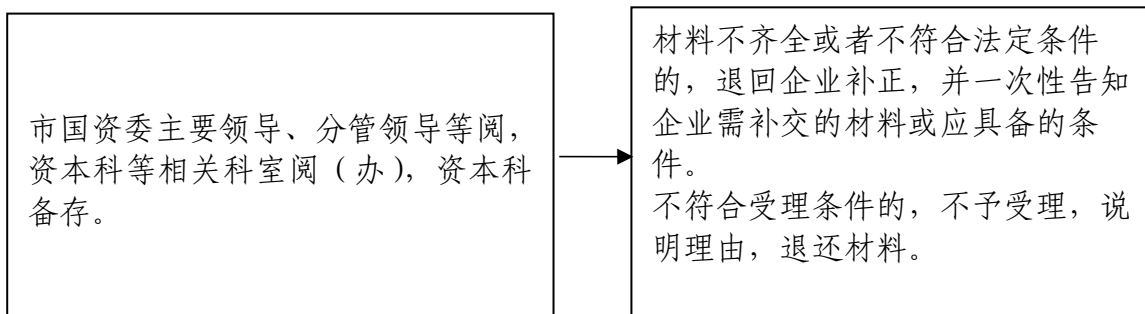 市国资委主要领导、分管领导等阅，
资本科等相关科室阅（办），资本科
备存。
材料不齐全或者不符合法定条件
的，退回企业补正，并一次性告知
企业需补交的材料或应具备的条
件。
不符合受理条件的，不予受理，说
明理由，退还材料。